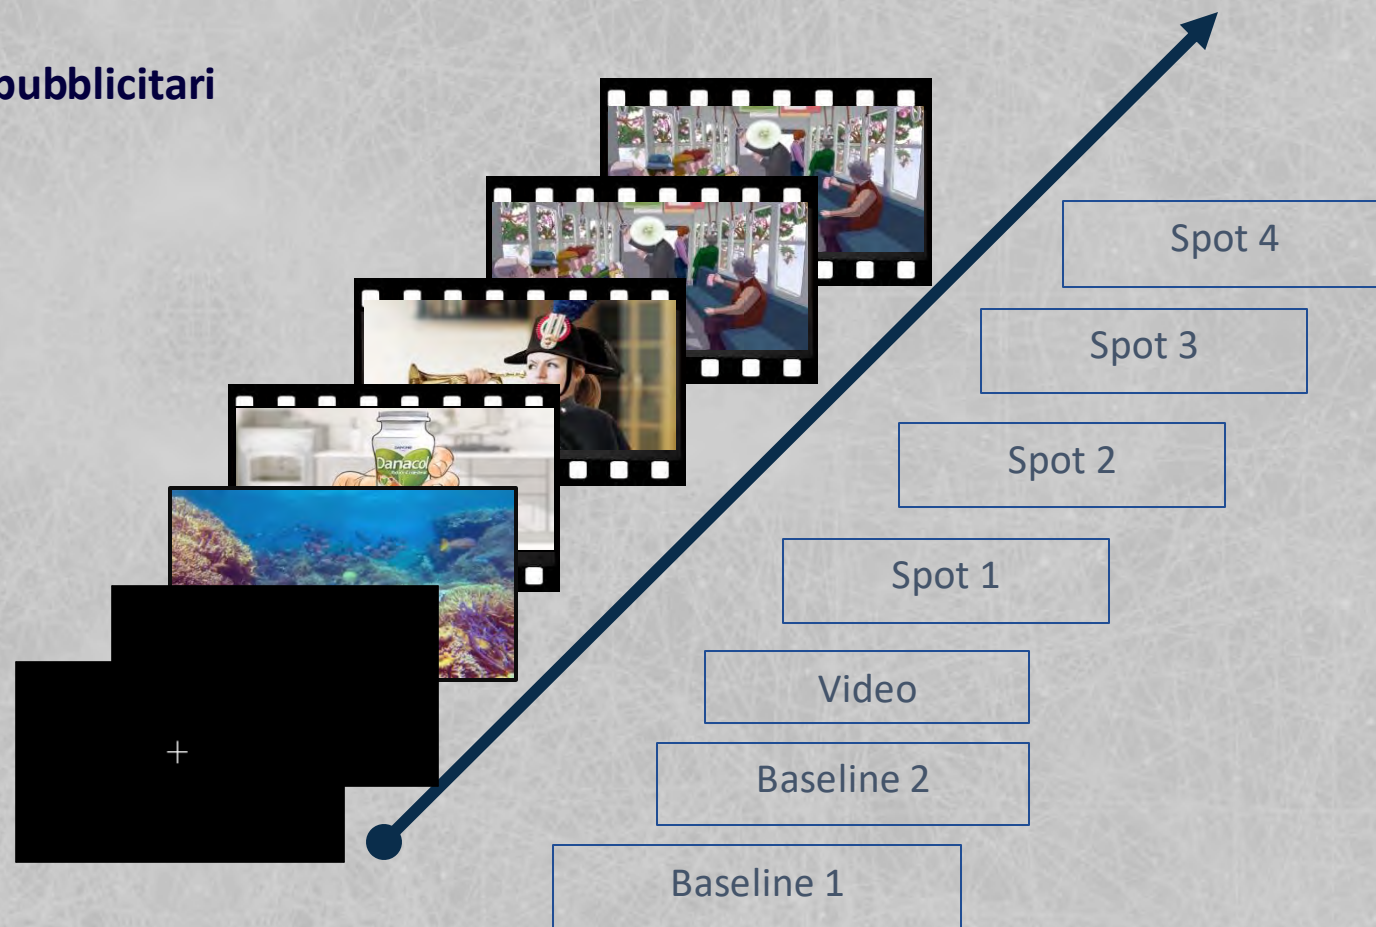 pubblicitari
Spot 4
Spot 3
Danacol
Spot 2
Spot 1
Video
Baseline 2
Baseline 1